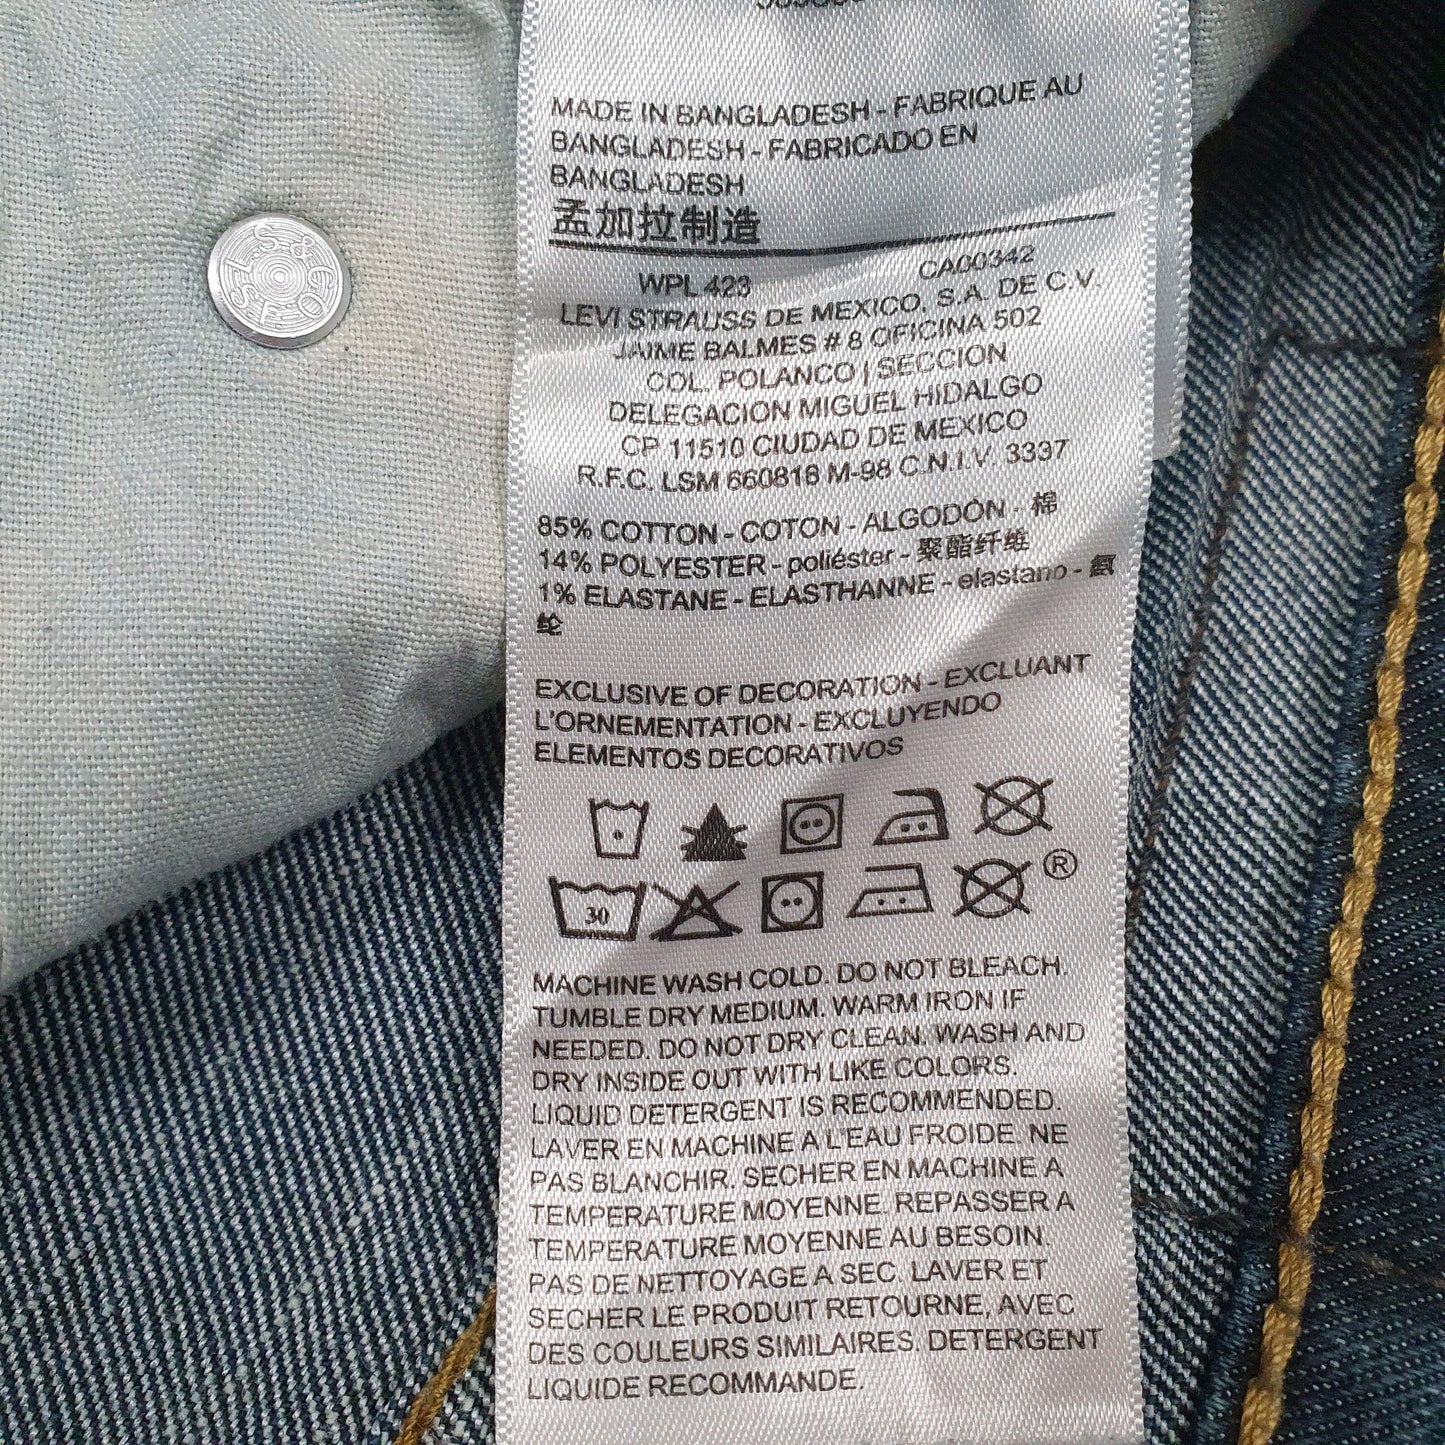 MADE IN BANGLADESH - FABRIQUE AU
BANGLADESH - FABRICADO EN
BANGLADESH
孟加拉制造
WPL 423 CA00342
LEVI STRAUSS DE MEXICO, S.A. DE C.V.
JAIME BALMES # 8 OFICINA 502
COL. POLANCO | SECCION
DELEGACION MIGUEL HIDALGO
CP 11510 CIUDAD DE MEXICO
R.F.C. LSM 660816 M-98 C.N.I.V. 3337
85% COTTON - COTON - ALGODÓN - 棉
14% POLYESTER - poliéster - 聚酯纤维
1% ELASTANE - ELASTHANNE - elastano - 氨
纶
EXCLUSIVE OF DECORATION - EXCLUANT
L'ORNEMENTATION - EXCLUYENDO
ELEMENTOS DECORATIVOS
30 ®
MACHINE WASH COLD. DO NOT BLEACH.
TUMBLE DRY MEDIUM. WARM IRON IF
NEEDED. DO NOT DRY CLEAN. WASH AND
DRY INSIDE OUT WITH LIKE COLORS.
LIQUID DETERGENT IS RECOMMENDED.
LAVER EN MACHINE A L'EAU FROIDE. NE
PAS BLANCHIR. SECHER EN MACHINE A
TEMPERATURE MOYENNE. REPASSER A
TEMPERATURE MOYENNE AU BESOIN.
PAS DE NETTOYAGE A SEC. LAVER ET
SECHER LE PRODUIT RETOURNE, AVEC
DES COULEURS SIMILAIRES. DETERGENT
LIQUIDE RECOMMANDE.